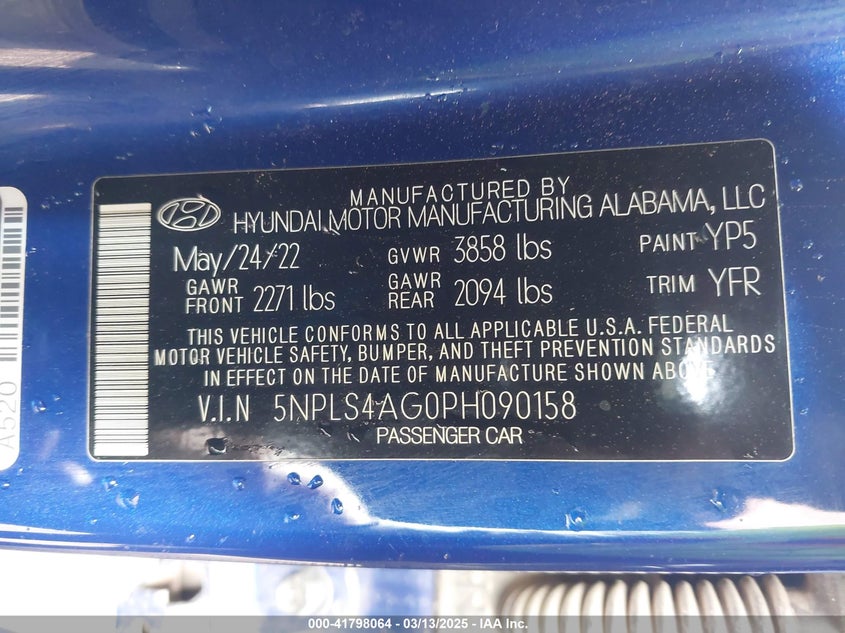 MANUFACTURED BY
HYUNDAI MOTOR MANUFACTURING ALABAMA, LLC
May/24/22 GVWR 3858 lbs PAINT YP5
GAWR FRONT 2271 lbs GAWR REAR 2094 lbs TRIM YFR
THIS VEHICLE CONFORMS TO ALL APPLICABLE U.S.A. FEDERAL
MOTOR VEHICLE SAFETY, BUMPER, AND THEFT PREVENTION STANDARDS
IN EFFECT ON THE DATE OF MANUFACTURE SHOWN ABOVE.
V.I.N 5NPLS4AG0PH090158
PASSENGER CAR
A520
000-41798064 - 03/13/2025 - IAA Inc.